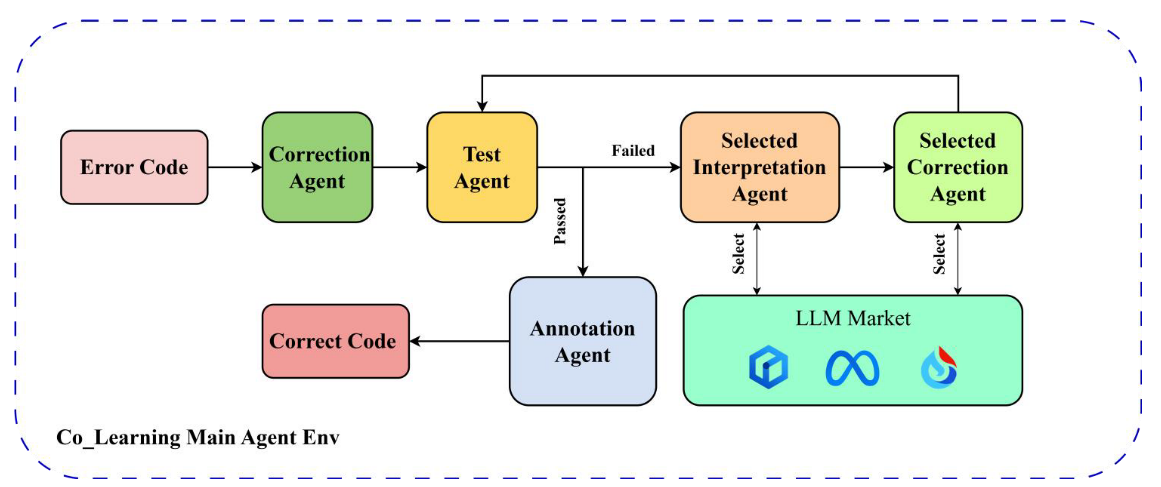 Error Code
Correction
Agent
Test
Agent
Failed
Selected
Interpretation
Agent
Selected
Correction
Agent
Passed
Select
Select
Correct Code
Annotation
Agent
LLM Market
Co_Learning Main Agent Env